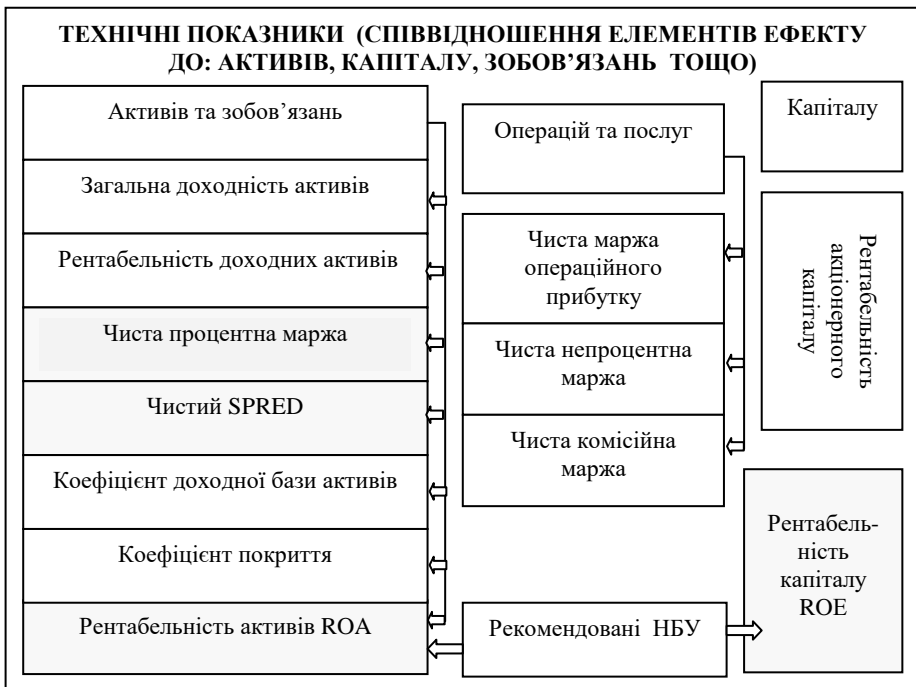 ТЕХНІЧНІ ПОКАЗНИКИ (СПІВВІДНОШЕННЯ ЕЛЕМЕНТІВ ЕФЕКТУ
ДО: АКТИВІВ, КАПІТАЛУ, ЗОБОВ’ЯЗАНЬ ТОЩО)
Активів та зобов’язань
Загальна доходність активів
Рентабельність доходних активів
Чиста процентна маржа
Чистий SPRED
Коефіцієнт доходної бази активів
Коефіцієнт покриття
Рентабельність активів ROA
Операцій та послуг
Чиста маржа
операційного
прибутку
Чиста непроцентна
маржа
Чиста комісійна
маржа
Рекомендовані НБУ
Капіталу
Рентабельність
акціонерного
капіталу
Рентабель-
ність
капіталу
ROE